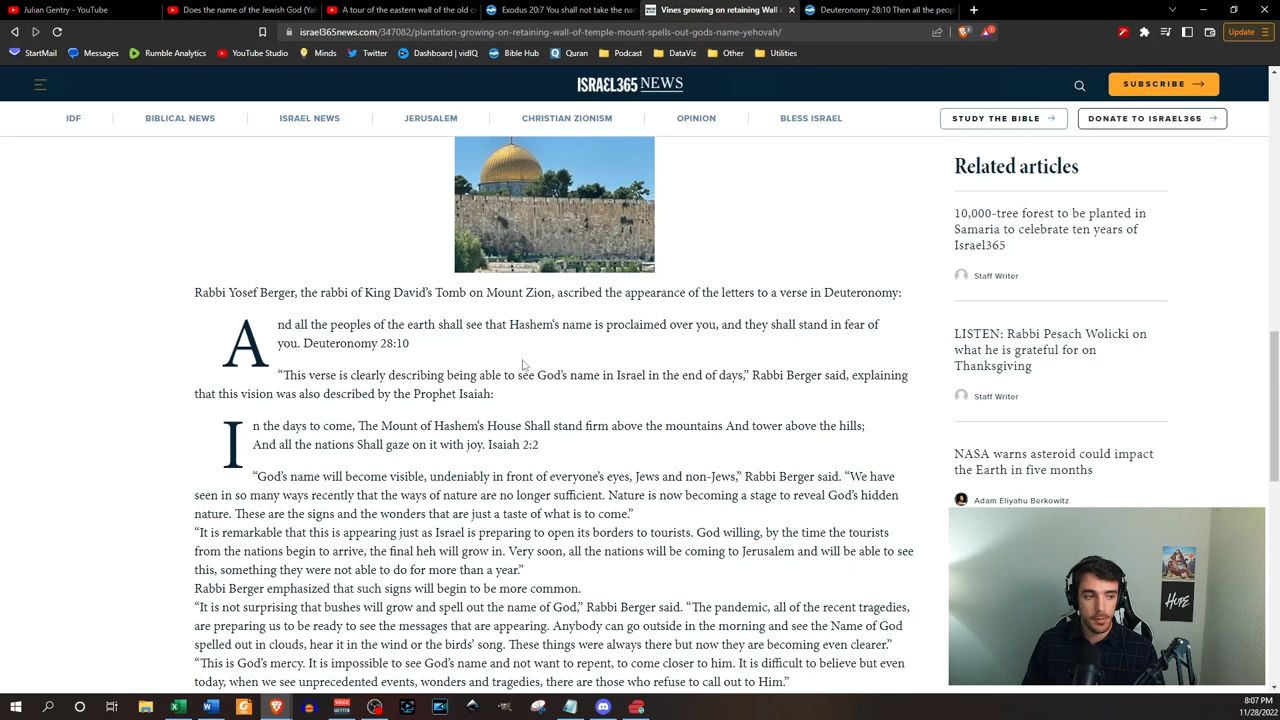 Julian Gentry - YouTube
Does the name of the Jewish God (Ya
A tour of the eastern wall of the old c
Exodus 20:7 You shall not take the na
Vines growing on retaining Wall
Deuteronomy 28:10 Then all the peop
israel365news.com/347082/plantation-growing-on-retaining-wall-of-temple-mount-spells-out-gods-name-yehovah/
Update
StartMail
Messages
Rumble Analytics
YouTube Studio
Minds
Twitter
Dashboard | vidIQ
Bible Hub
Quran
Podcast
DataViz
Other
Utilities
ISRAEL365 NEWS
SUBSCRIBE
IDF
BIBLICAL NEWS
ISRAEL NEWS
JERUSALEM
CHRISTIAN ZIONISM
OPINION
BLESS ISRAEL
STUDY THE BIBLE
DONATE TO ISRAEL365
Rabbi Yosef Berger, the rabbi of King David's Tomb on Mount Zion, ascribed the appearance of the letters to a verse in Deuteronomy:
And all the peoples of the earth shall see that Hashem's name is proclaimed over you, and they shall stand in fear of
you. Deuteronomy 28:10
“This verse is clearly describing being able to see God’s name in Israel in the end of days,” Rabbi Berger said, explaining
that this vision was also described by the Prophet Isaiah:
In the days to come, The Mount of Hashem's House Shall stand firm above the mountains And tower above the hills;
And all the nations Shall gaze on it with joy. Isaiah 2:2
“God’s name will become visible, undeniably in front of everyone’s eyes, Jews and non-Jews,” Rabbi Berger said. “We have
seen in so many ways recently that the ways of nature are no longer sufficient. Nature is now becoming a stage to reveal God’s hidden
nature. These are the signs and the wonders that are just a taste of what is to come.”
“It is remarkable that this is appearing just as Israel is preparing to open its borders to tourists. God willing, by the time the tourists
from the nations begin to arrive, the final heh will grow in. Very soon, all the nations will be coming to Jerusalem and will be able to see
this, something they were not able to do for more than a year.”
Rabbi Berger emphasized that such signs will begin to be more common.
“It is not surprising that bushes will grow and spell out the name of God,” Rabbi Berger said. “The pandemic, all of the recent tragedies,
are preparing us to be ready to see the messages that are appearing. Anybody can go outside in the morning and see the Name of God
spelled out in clouds, hear it in the wind or the birds’ song. These things were always there but now they are becoming even clearer.”
“This is God’s mercy. It is impossible to see God’s name and not want to repent, to come closer to him. It is difficult to believe but even
today, when we see unprecedented events, wonders and tragedies, there are those who refuse to call out to Him.”
Related articles
10,000-tree forest to be planted in
Samaria to celebrate ten years of
Israel365
Staff Writer
LISTEN: Rabbi Pesach Wolicki on
what he is grateful for on
Thanksgiving
Staff Writer
NASA warns asteroid could impact
the Earth in five months
Adam Eliyahu Berkowitz
HOPE
8:07 PM
11/28/2022